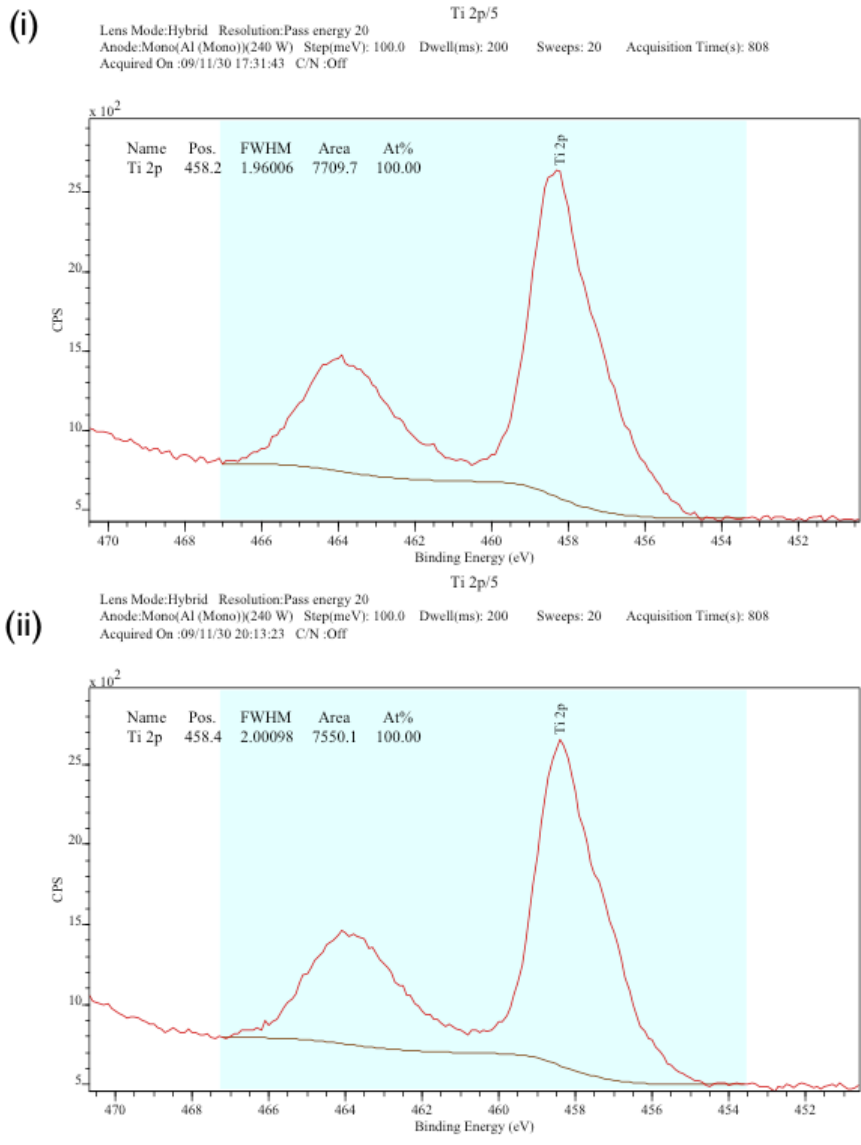 (i)
Ti 2p/5
Lens Mode:Hybrid Resolution:Pass energy 20
Anode:Mono(Al (Mono))(240 W) Step(meV): 100.0 Dwell(ms): 200 Sweeps: 20 Acquisition Time(s): 808
Acquired On :09/11/30 17:31:43 C/N :Off
x 10^2
Name Pos. FWHM Area At%
Ti 2p 458.2 1.96006 7709.7 100.00
Ti 2p
25
20
15
10
5
CPS
470 468 466 464 462 460 458 456 454 452
Binding Energy (eV)
(ii)
Ti 2p/5
Lens Mode:Hybrid Resolution:Pass energy 20
Anode:Mono(Al (Mono))(240 W) Step(meV): 100.0 Dwell(ms): 200 Sweeps: 20 Acquisition Time(s): 808
Acquired On :09/11/30 20:13:23 C/N :Off
x 10^2
Name Pos. FWHM Area At%
Ti 2p 458.4 2.00098 7550.1 100.00
Ti 2p
25
20
15
10
5
CPS
470 468 466 464 462 460 458 456 454 452
Binding Energy (eV)